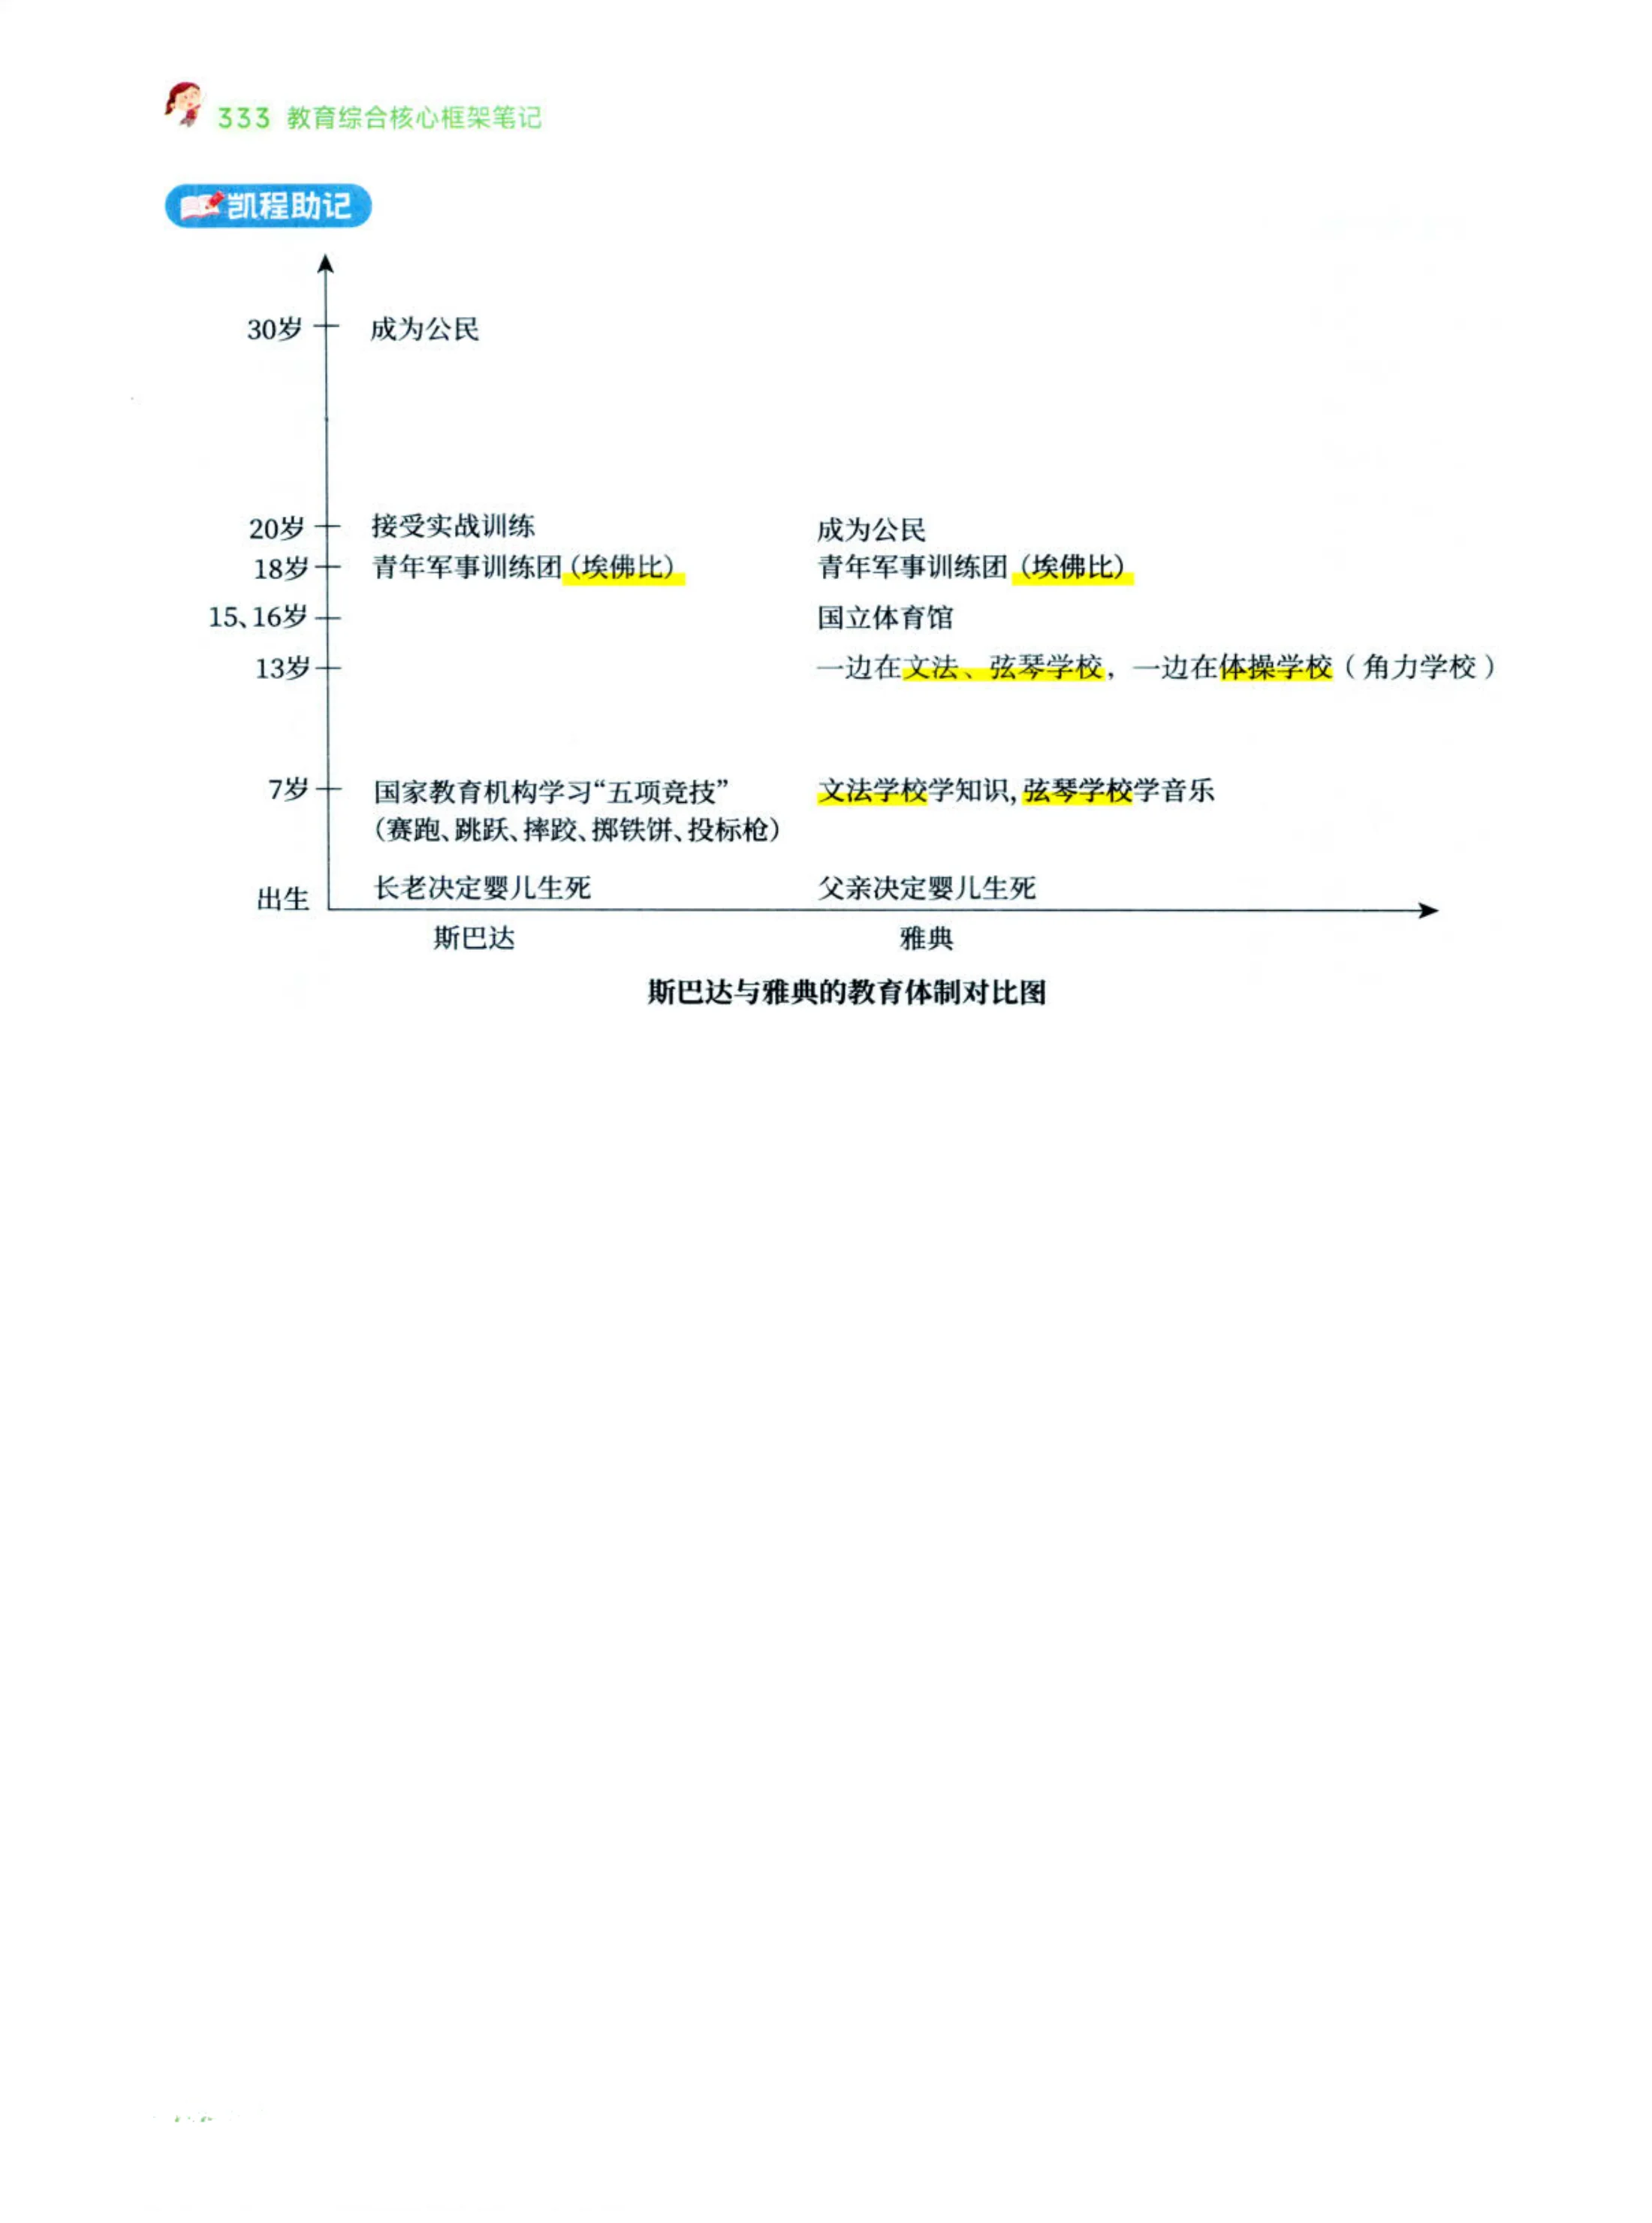 333 教育综合核心框架笔记
凯程助记
30岁 成为公民
20岁 接受实战训练 成为公民
18岁 青年军事训练团(埃佛比) 青年军事训练团(埃佛比)
15、16岁 国立体育馆
13岁 一边在文法、弦琴学校，一边在体操学校（角力学校）
7岁 国家教育机构学习“五项竞技” 文法学校学知识,弦琴学校学音乐
(赛跑、跳跃、摔跤、掷铁饼、投标枪)
出生 长老决定婴儿生死 父亲决定婴儿生死
斯巴达 雅典
斯巴达与雅典的教育体制对比图